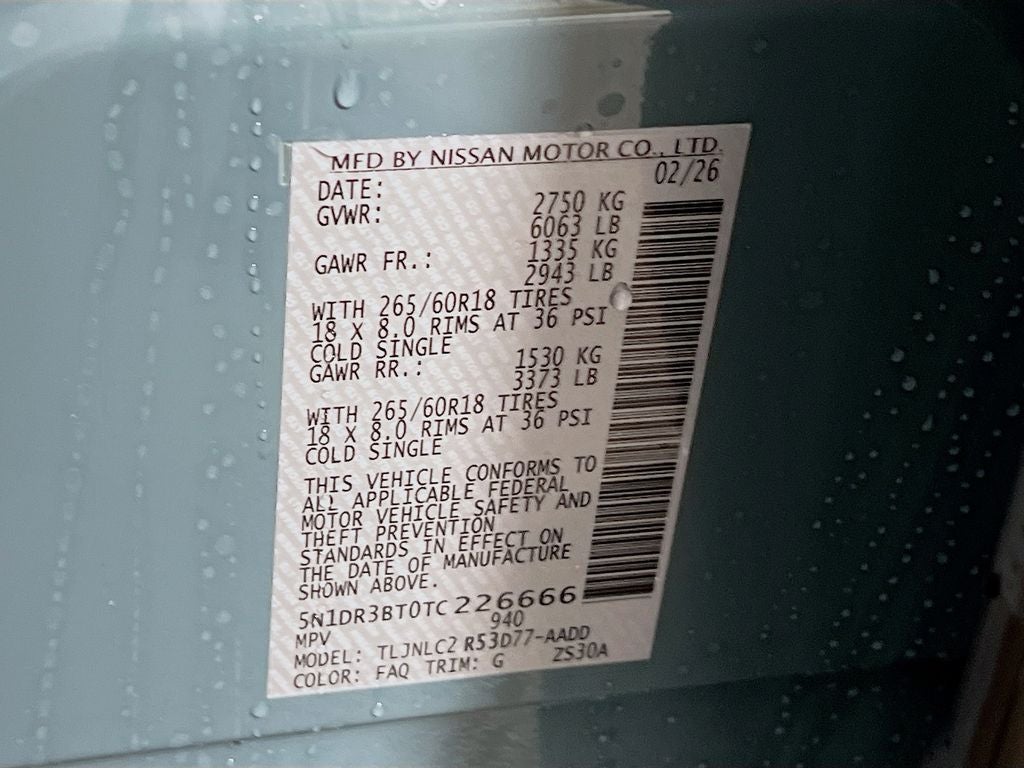 MFD BY NISSAN MOTOR CO., LTD.
DATE: 02/26
GVWR: 2750 KG
6063 LB
GAWR FR.: 1335 KG
2943 LB
WITH 265/60R18 TIRES
18 X 8.0 RIMS AT 36 PSI
COLD SINGLE
GAWR RR.: 1530 KG
3373 LB
WITH 265/60R18 TIRES
18 X 8.0 RIMS AT 36 PSI
COLD SINGLE
THIS VEHICLE CONFORMS TO
ALL APPLICABLE FEDERAL
MOTOR VEHICLE SAFETY AND
THEFT PREVENTION
STANDARDS IN EFFECT ON
THE DATE OF MANUFACTURE
SHOWN ABOVE.
5N1DR3BT0TC226666
MPV 940
MODEL: TLJNLC2 R53D77-AADD
COLOR: FAQ TRIM: G ZS30A